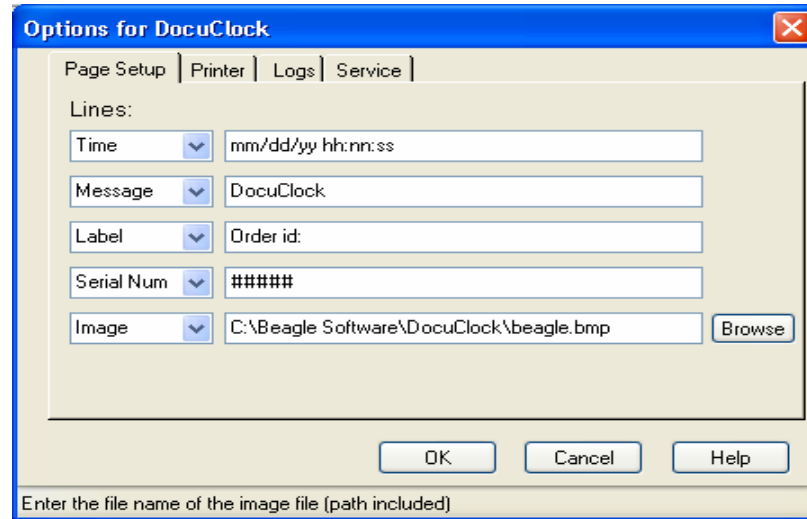 Options for DocuClock
Page Setup Printer Logs Service
Lines:
Time mm/dd/yy hh:nn:ss
Message DocuClock
Label Order id:
Serial Num #####
Image C:\Beagle Software\DocuClock\beagle.bmp Browse
OK Cancel Help
Enter the file name of the image file (path included)